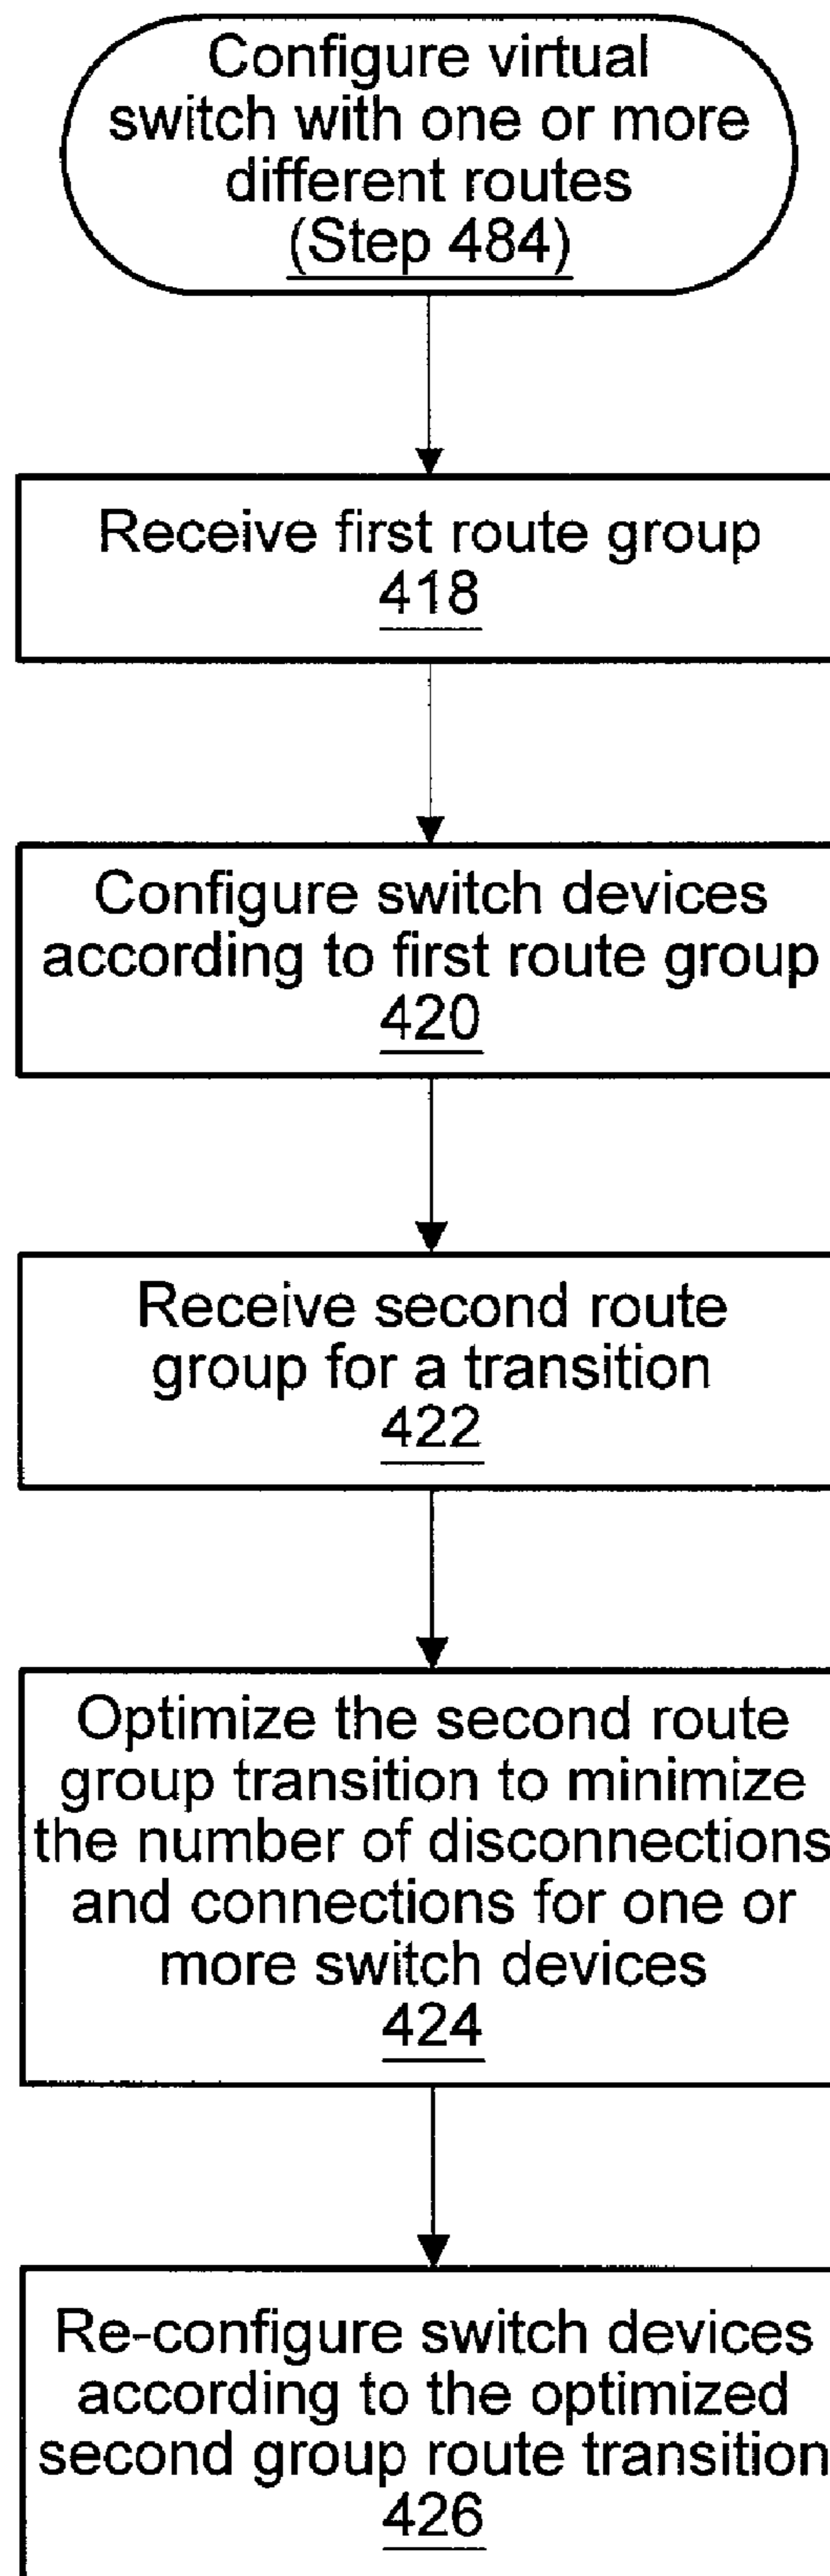 Configure virtual
switch with one or more
different routes
(Step 484)
Receive first route group
418
Configure switch devices
according to first route group
420
Receive second route
group for a transition
422
Optimize the second route
group transition to minimize
the number of disconnections
and connections for one or
more switch devices
424
Re-configure switch devices
according to the optimized
second group route transition
426